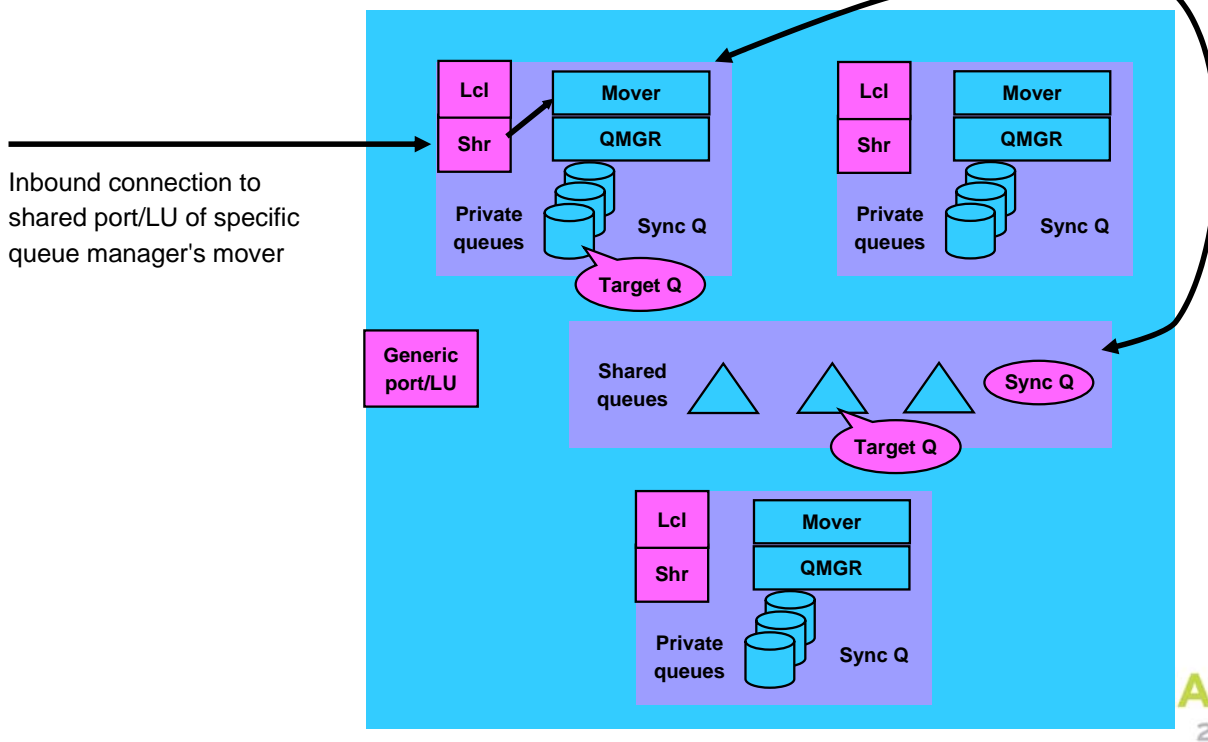 Lcl
Mover
Shr
QMGR
Private
queues
Sync Q
Target Q
Lcl
Mover
Shr
QMGR
Private
queues
Sync Q
Inbound connection to
shared port/LU of specific
queue manager's mover
Generic
port/LU
Shared
queues
Sync Q
Target Q
Lcl
Mover
Shr
QMGR
Private
queues
Sync Q
A
2